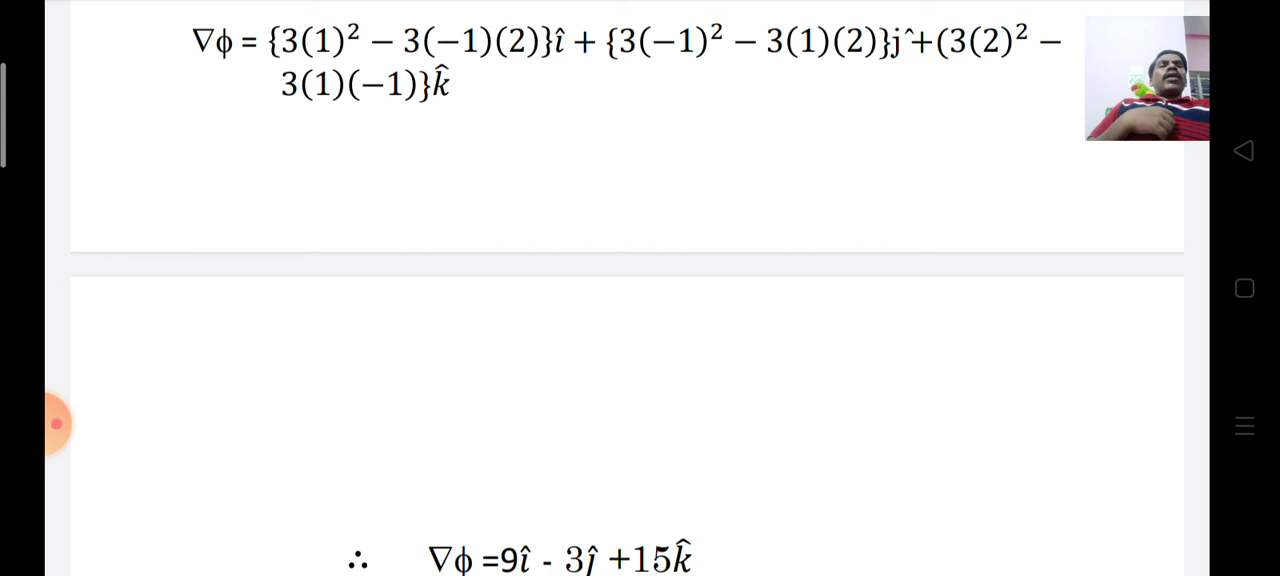 ∇ϕ = {3(1)² − 3(−1)(2)}î + {3(−1)² − 3(1)(2)}j^+(3(2)² −
3(1)(−1)}k̂
∴ ∇ϕ =9î - 3ĵ +15k̂